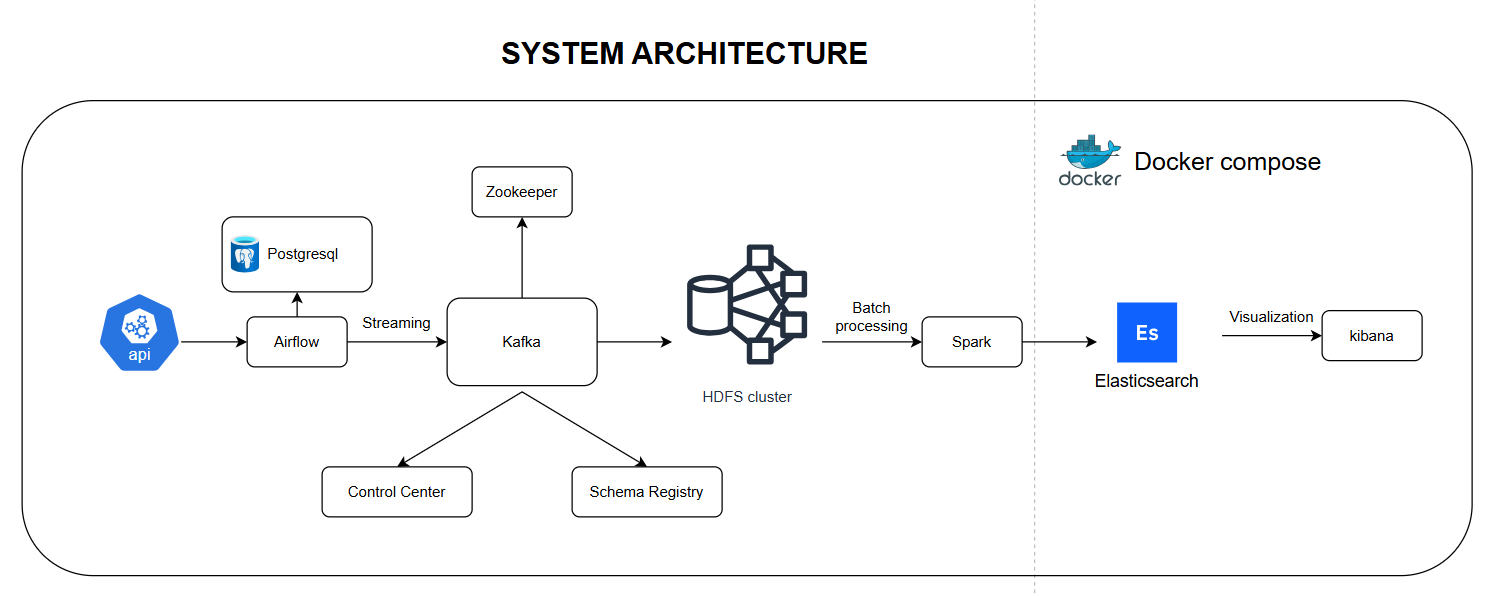 SYSTEM ARCHITECTURE
docker
Docker compose
Zookeeper
Postgresql
api
Airflow
Streaming
Kafka
HDFS cluster
Batch
processing
Spark
Es
Elasticsearch
Visualization
kibana
Control Center
Schema Registry